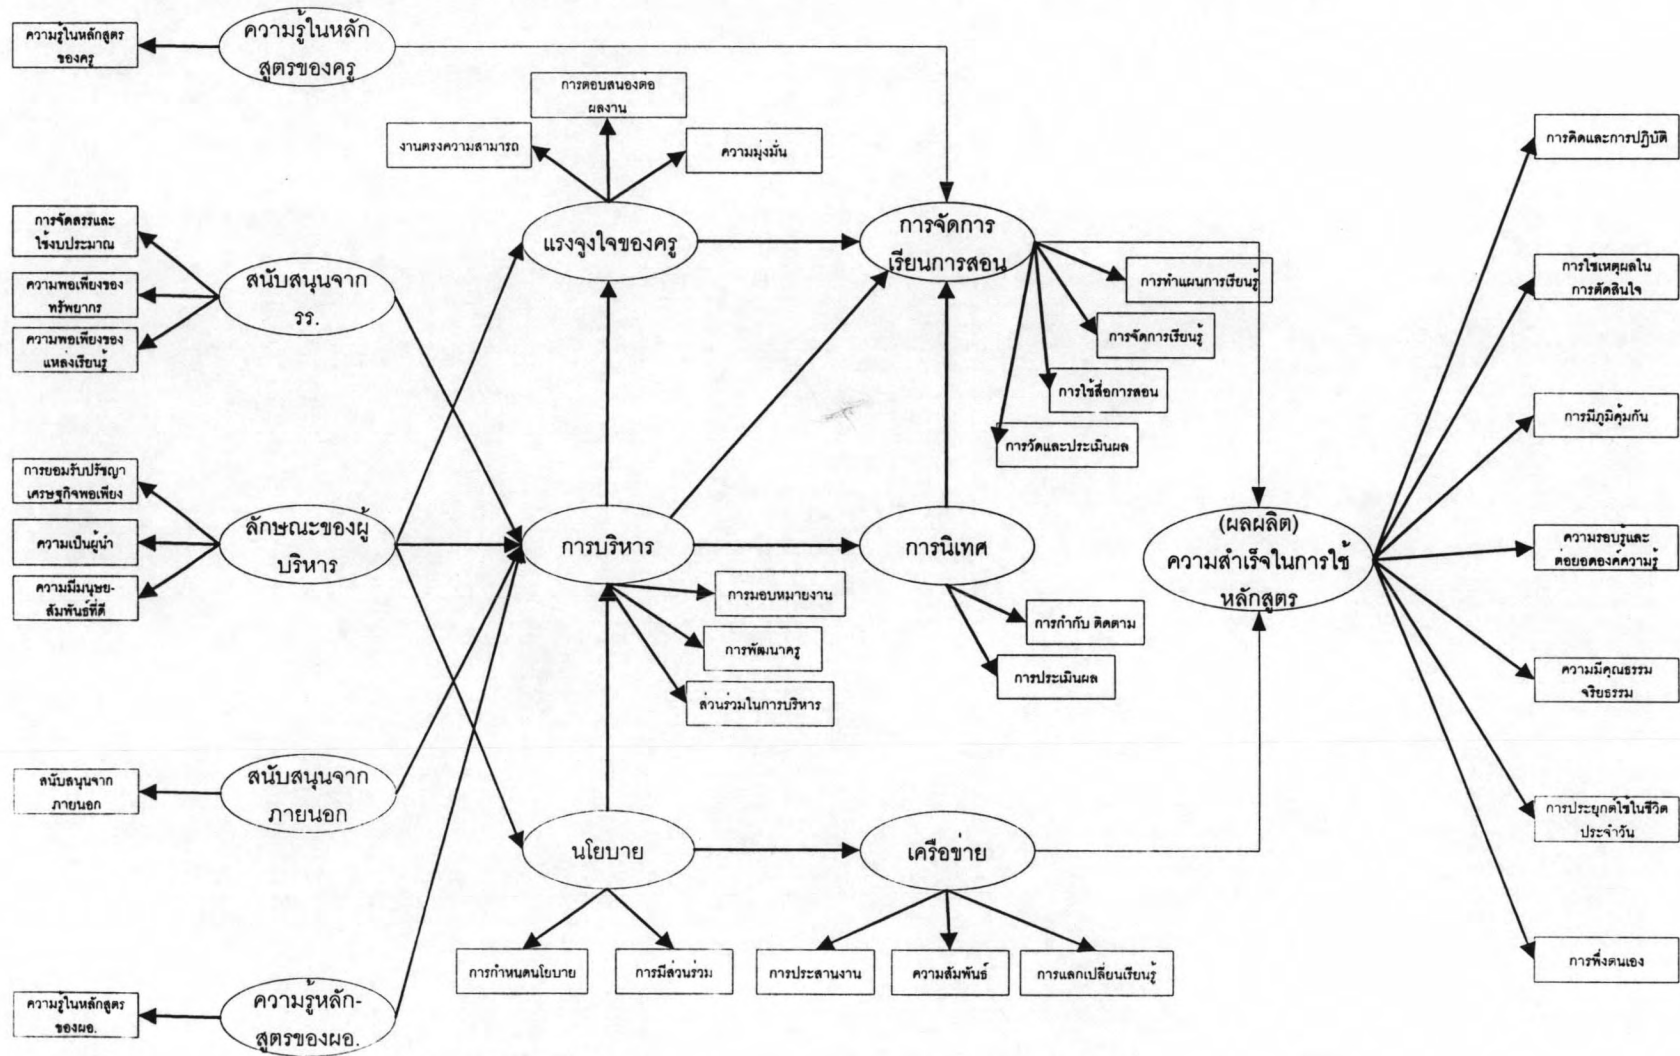 ความรู้ในหลักสูตร
ของครู
ความรู้ในหลัก
สูตรของครู
การตอบสนองต่อ
ผลงาน
งานตรงความสามารถ
ความมุ่งมั่น
การคิดและการปฏิบัติ
การจัดสรรและ
ใช้งบประมาณ
ความพอเพียงของ
ทรัพยากร
ความพอเพียงของ
แหล่งเรียนรู้
สนับสนุนจาก
รร.
แรงจูงใจของครู
การจัดการ
เรียนการสอน
การทำแผนการเรียนรู้
การจัดการเรียนรู้
การใช้สื่อการสอน
การวัดและประเมินผล
การใช้เหตุผลใน
การตัดสินใจ
การมีภูมิคุ้มกัน
การยอมรับปรัชญา
เศรษฐกิจพอเพียง
ความเป็นผู้นำ
ความมีมนุษย-
สัมพันธ์ที่ดี
ลักษณะของผู้
บริหาร
การบริหาร
การนิเทศ
(ผลผลิต)
ความสำเร็จในการใช้
หลักสูตร
ความรอบรู้และ
ต่อยอดองค์ความรู้
การมอบหมายงาน
การพัฒนาครู
ส่วนร่วมในการบริหาร
การกำกับ ติดตาม
การประเมินผล
ความมีคุณธรรม
จริยธรรม
สนับสนุนจาก
ภายนอก
สนับสนุนจาก
ภายนอก
นโยบาย
เครือข่าย
การประยุกต์ใช้ในชีวิต
ประจำวัน
การกำหนดนโยบาย
การมีส่วนร่วม
การประสานงาน
ความสัมพันธ์
การแลกเปลี่ยนเรียนรู้
การพึ่งตนเอง
ความรู้ในหลักสูตร
ของผอ.
ความรู้หลัก-
สูตรของผอ.